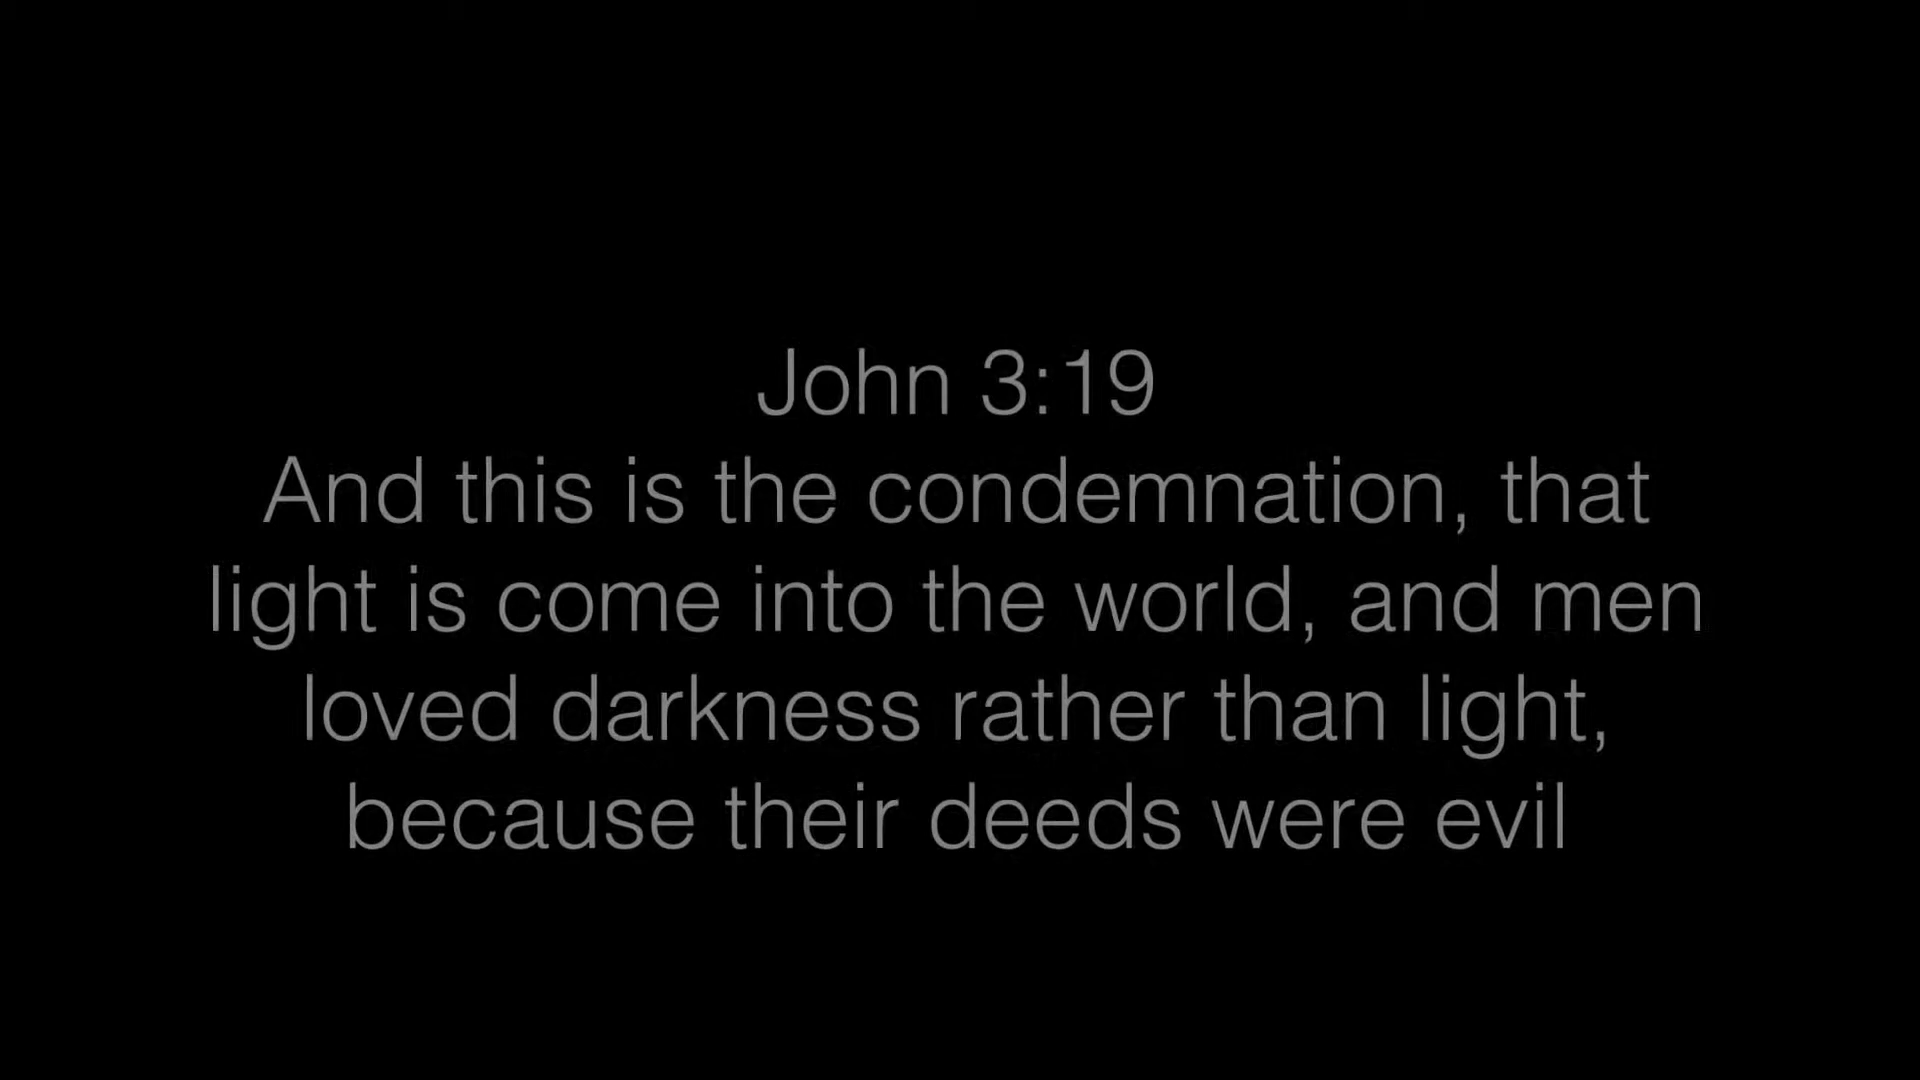 John 3:19
And this is the condemnation, that
light is come into the world, and men
loved darkness rather than light,
because their deeds were evil